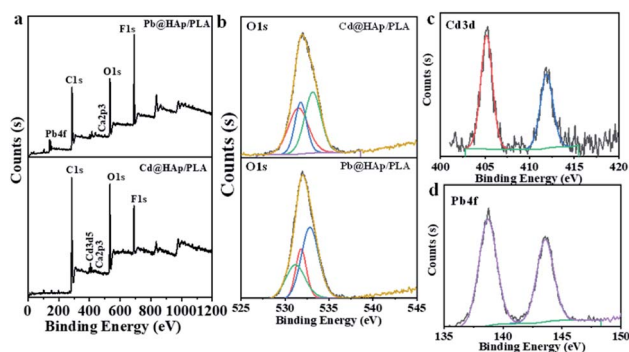 a
Pb@HAp/PLA
F1s
C1s
O1s
Pb4f
Ca2p3
Cd@HAp/PLA
C1s
O1s
F1s
Cd3d5
Ca2p3
Counts (s)
0 200 400 600 800 1000 1200
Binding Energy (eV)
b
O1s
Cd@HAp/PLA
O1s
Pb@HAp/PLA
Counts (s)
525 530 535 540 545
Binding Energy (eV)
c
Cd3d
Counts (s)
400 405 410 415 420
Binding Energy (eV)
d
Pb4f
Counts (s)
135 140 145 150
Binding Energy (eV)